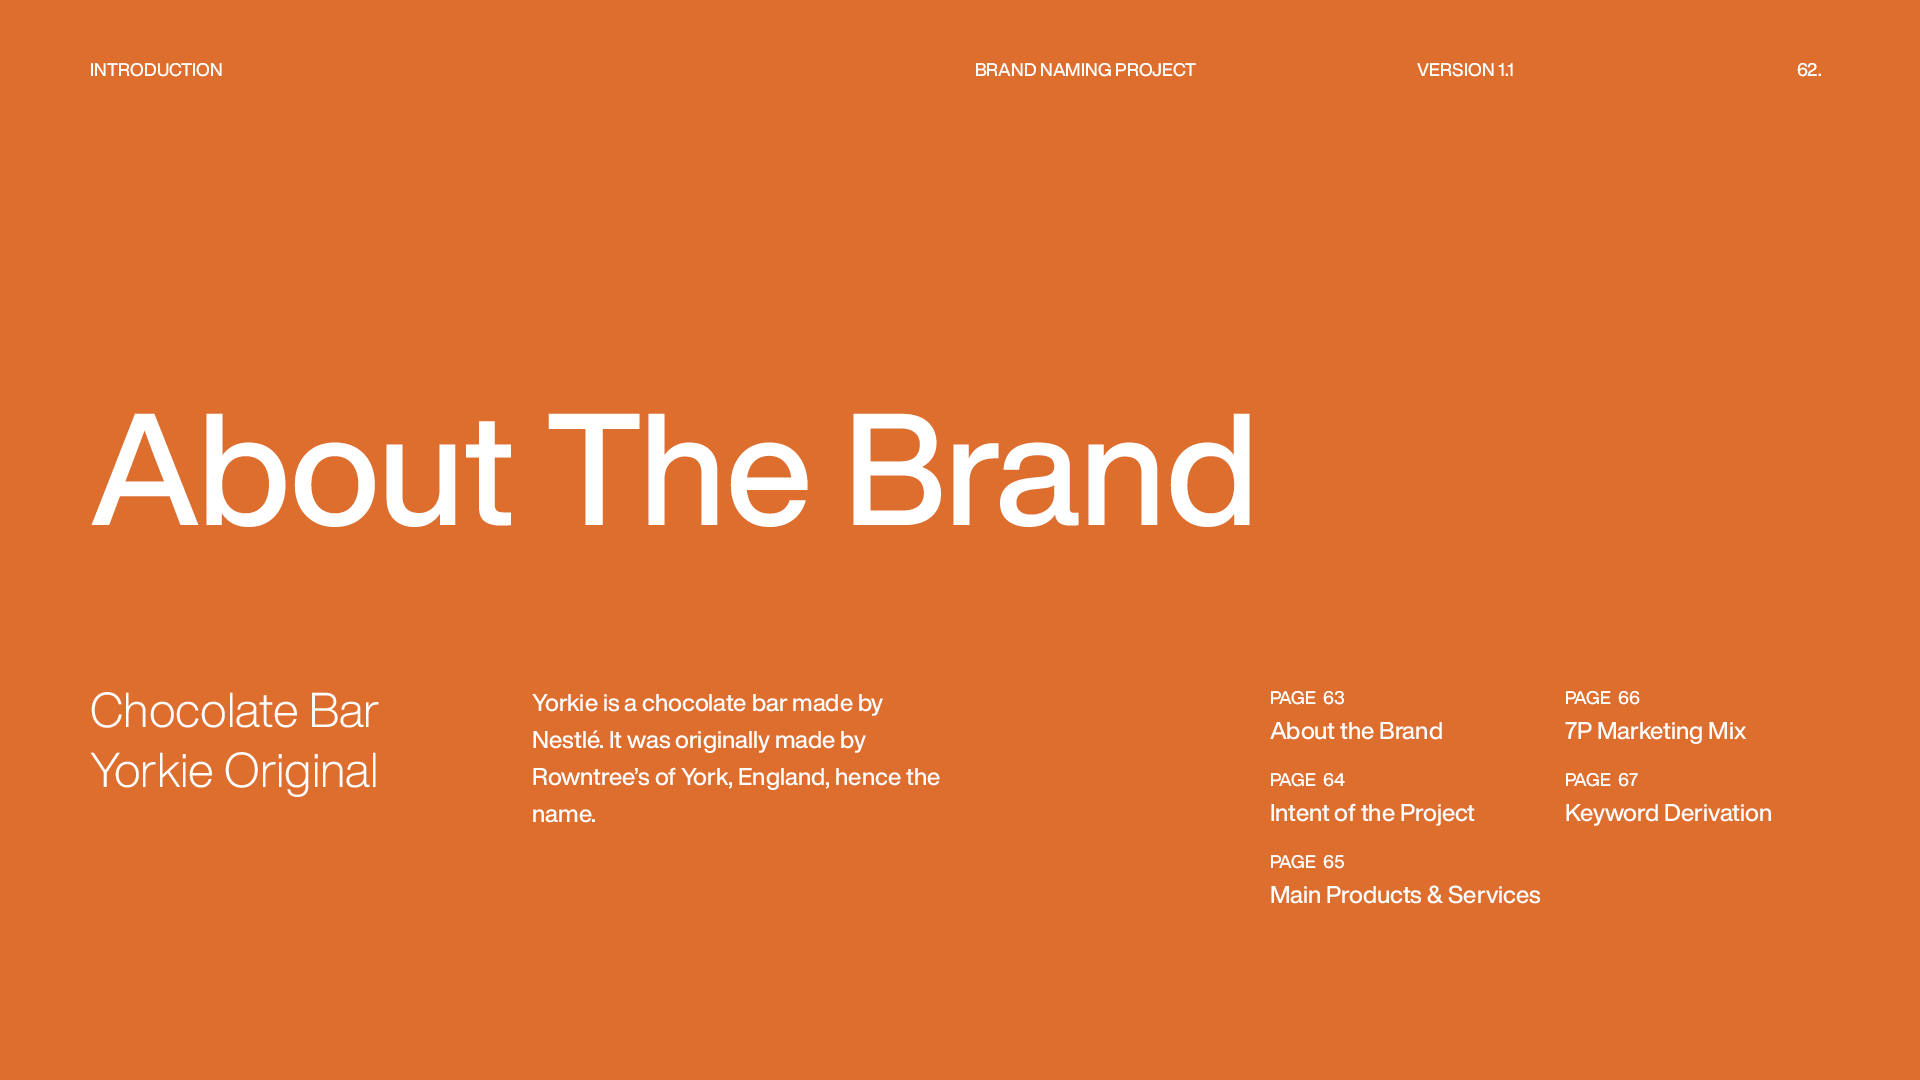 INTRODUCTION
BRAND NAMING PROJECT
VERSION 1.1
62.
About The Brand
Chocolate Bar
Yorkie Original
Yorkie is a chocolate bar made by
Nestlé. It was originally made by
Rowntree’s of York, England, hence the
name.
PAGE 63
About the Brand
PAGE 64
Intent of the Project
PAGE 65
Main Products & Services
PAGE 66
7P Marketing Mix
PAGE 67
Keyword Derivation